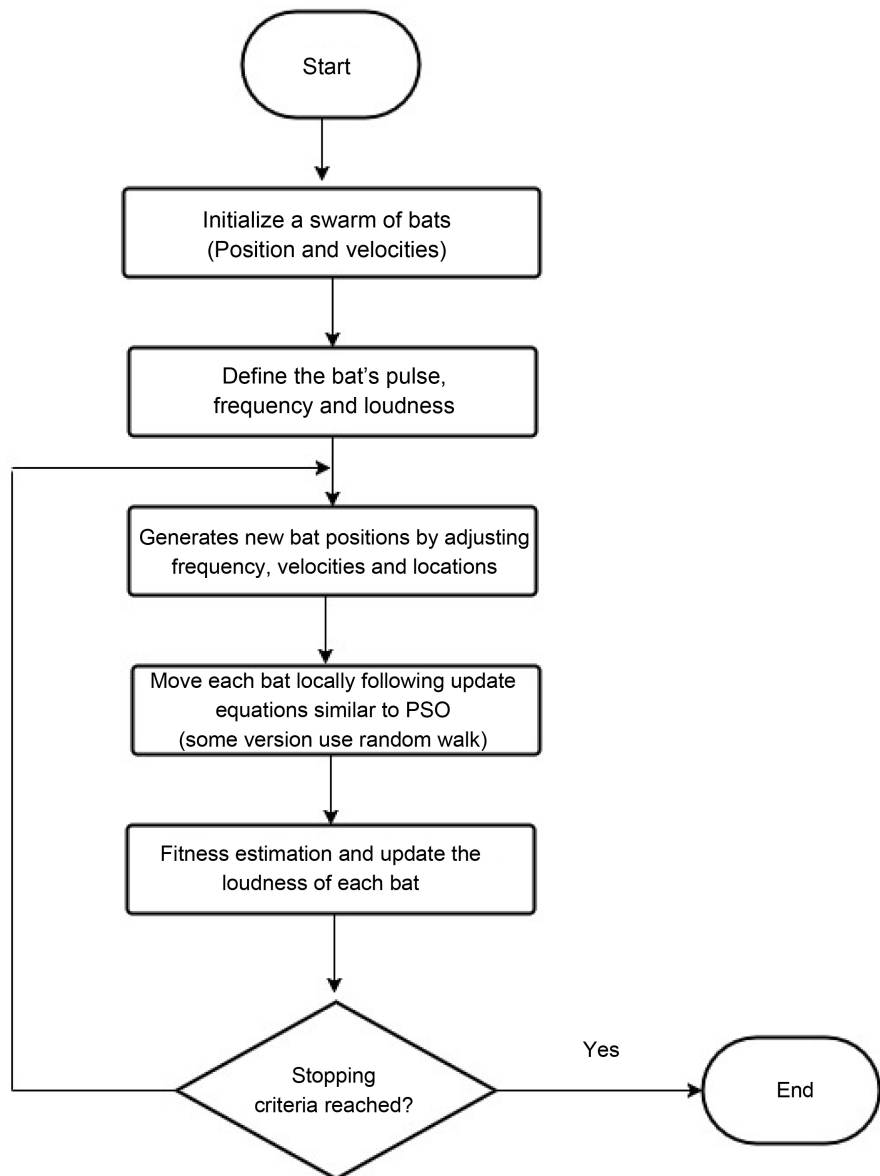 Start
Initialize a swarm of bats
(Position and velocities)
Define the bat’s pulse,
frequency and loudness
Generates new bat positions by adjusting
frequency, velocities and locations
Move each bat locally following update
equations similar to PSO
(some version use random walk)
Fitness estimation and update the
loudness of each bat
Stopping
criteria reached?
Yes
End